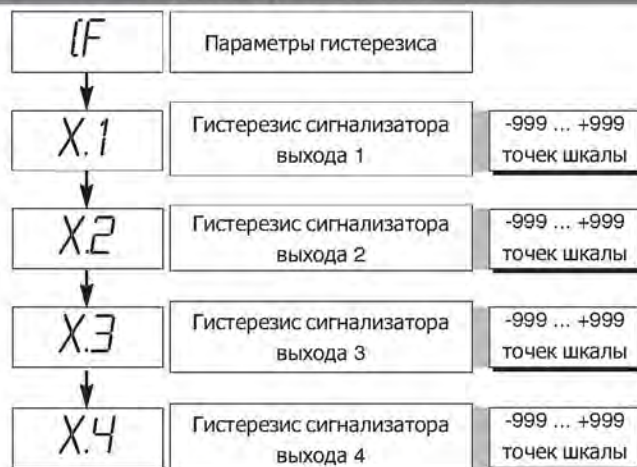 CF
Параметры гистерезиса
X.1
Гистерезис сигнализатора
выхода 1
-999 ... +999
точек шкалы
X.2
Гистерезис сигнализатора
выхода 2
-999 ... +999
точек шкалы
X.3
Гистерезис сигнализатора
выхода 3
-999 ... +999
точек шкалы
X.4
Гистерезис сигнализатора
выхода 4
-999 ... +999
точек шкалы